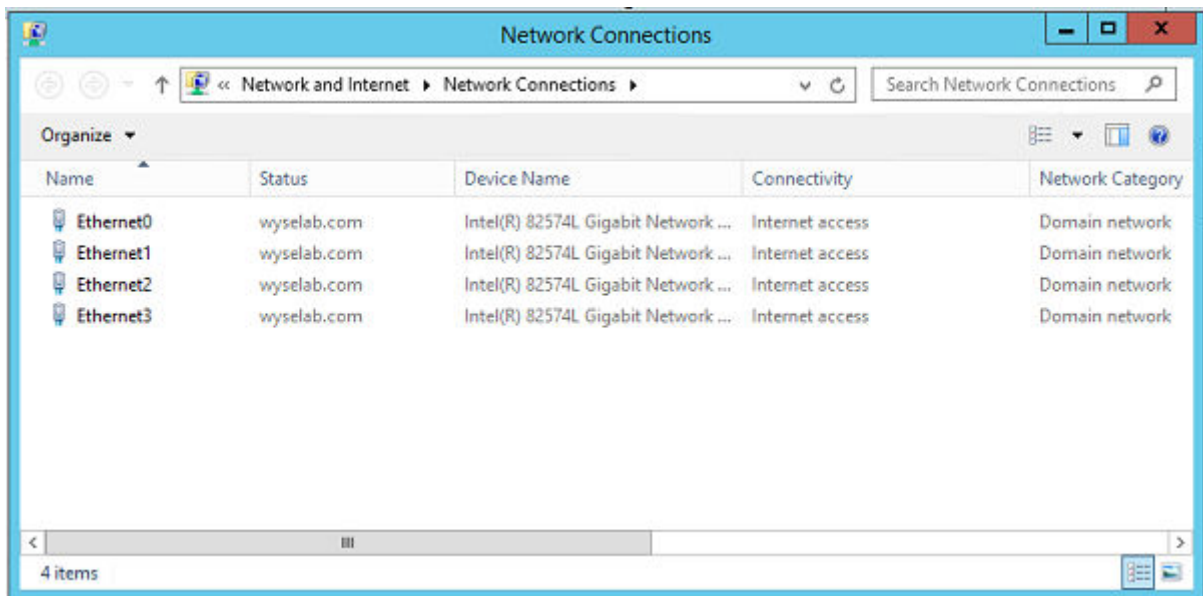 Network Connections
« Network and Internet Network Connections Search Network Connections
Organize
Name Status Device Name Connectivity Network Category
Ethernet0 wyselab.com Intel(R) 82574L Gigabit Network ... Internet access Domain network
Ethernet1 wyselab.com Intel(R) 82574L Gigabit Network ... Internet access Domain network
Ethernet2 wyselab.com Intel(R) 82574L Gigabit Network ... Internet access Domain network
Ethernet3 wyselab.com Intel(R) 82574L Gigabit Network ... Internet access Domain network
4 items